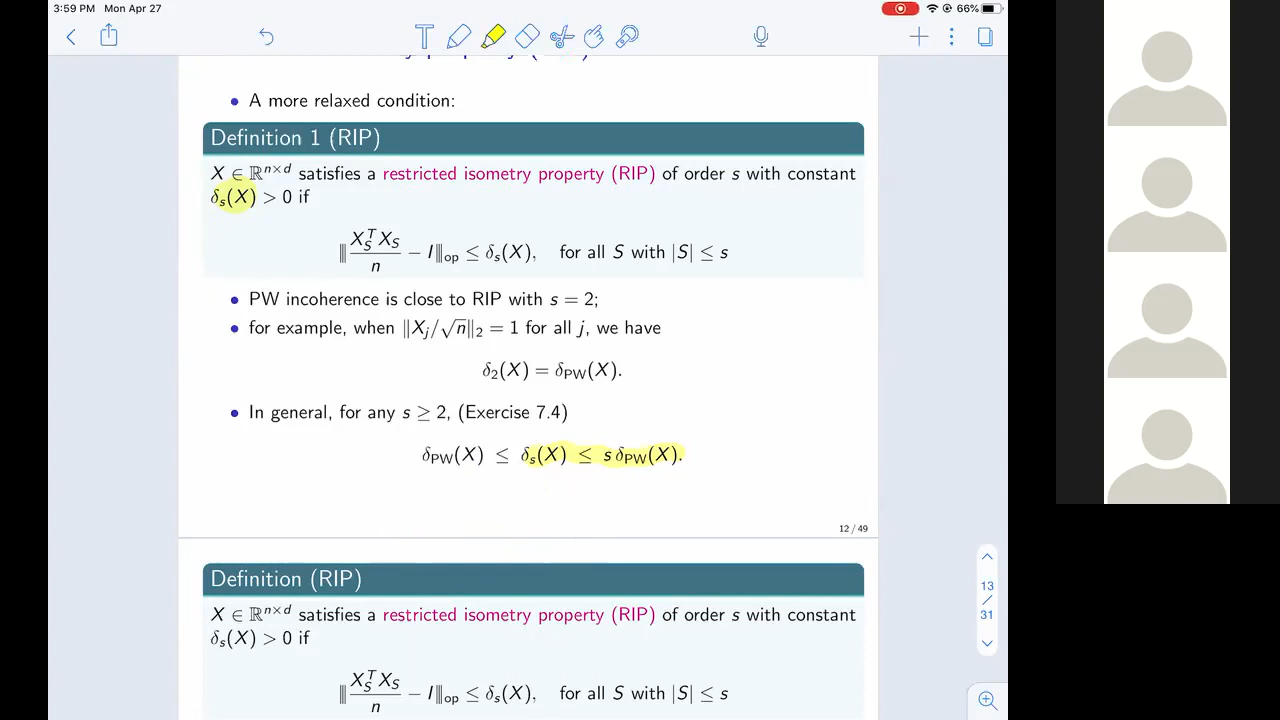 3:59 PM Mon Apr 27
66%
• A more relaxed condition:
Definition 1 (RIP)
X ∈ ℝ^{n×d} satisfies a restricted isometry property (RIP) of order s with constant
δ_s(X) > 0 if
⦀ X_S^T X_S / n − I ⦀_op ≤ δ_s(X), for all S with |S| ≤ s
• PW incoherence is close to RIP with s = 2;
• for example, when ‖X_j/√n‖_2 = 1 for all j, we have
δ_2(X) = δ_PW(X).
• In general, for any s ≥ 2, (Exercise 7.4)
δ_PW(X) ≤ δ_s(X) ≤ s δ_PW(X).
12 / 49
Definition (RIP)
X ∈ ℝ^{n×d} satisfies a restricted isometry property (RIP) of order s with constant
δ_s(X) > 0 if
⦀ X_S^T X_S / n − I ⦀_op ≤ δ_s(X), for all S with |S| ≤ s
13
/
31